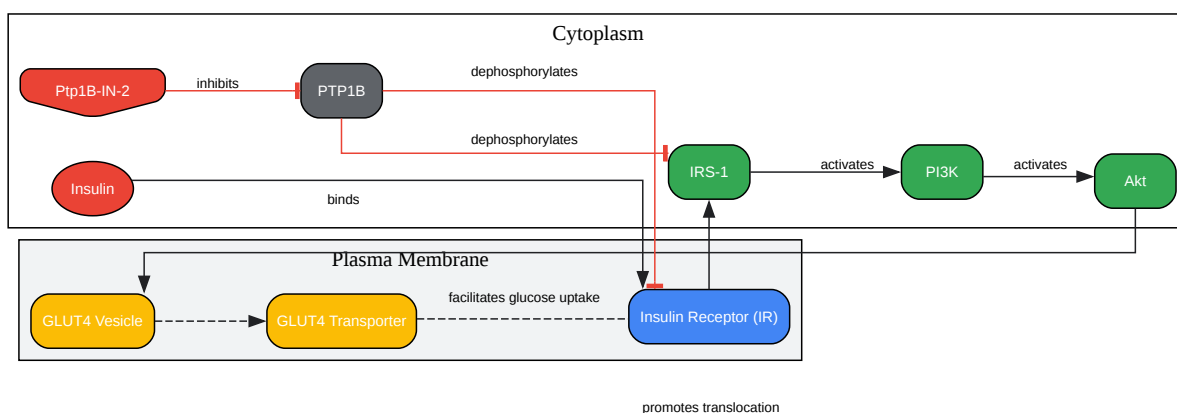 Cytoplasm
Ptp1B-IN-2
inhibits
PTP1B
dephosphorylates
dephosphorylates
Insulin
binds
IRS-1
activates
PI3K
activates
Akt
Plasma Membrane
GLUT4 Vesicle
GLUT4 Transporter
facilitates glucose uptake
Insulin Receptor (IR)
promotes translocation